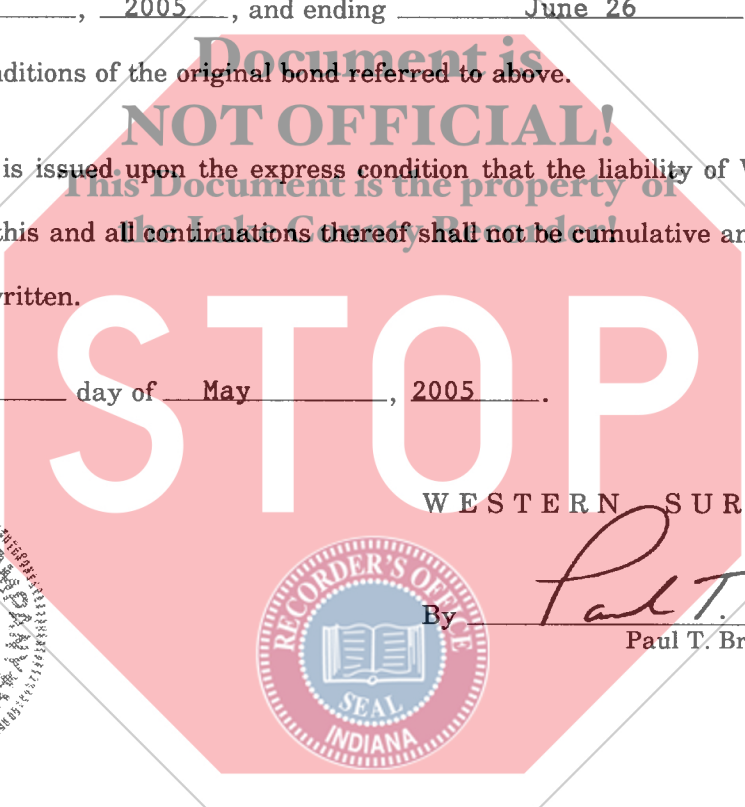 , 2005, and ending June 26
ditions of the original bond referred to above.
Document is
NOT OFFICIAL!
is issued upon the express condition that the liability of
This Document is the property of
the Lake County Recorder!
this and all continuations thereof shall not be cumulative
written.
STOP
day of May, 2005.
WESTERN SUR
RECORDER'S OFFICE
SEAL
INDIANA
By Paul T.
Paul T. Br